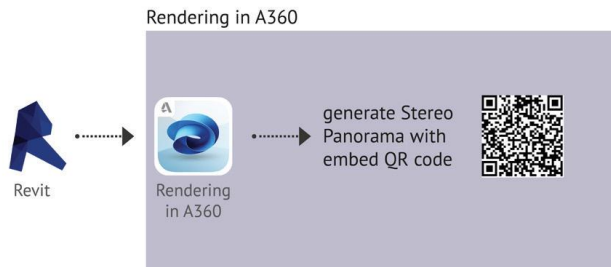 Rendering in A360
generate Stereo
Panorama with
embed QR code
Revit
Rendering
in A360